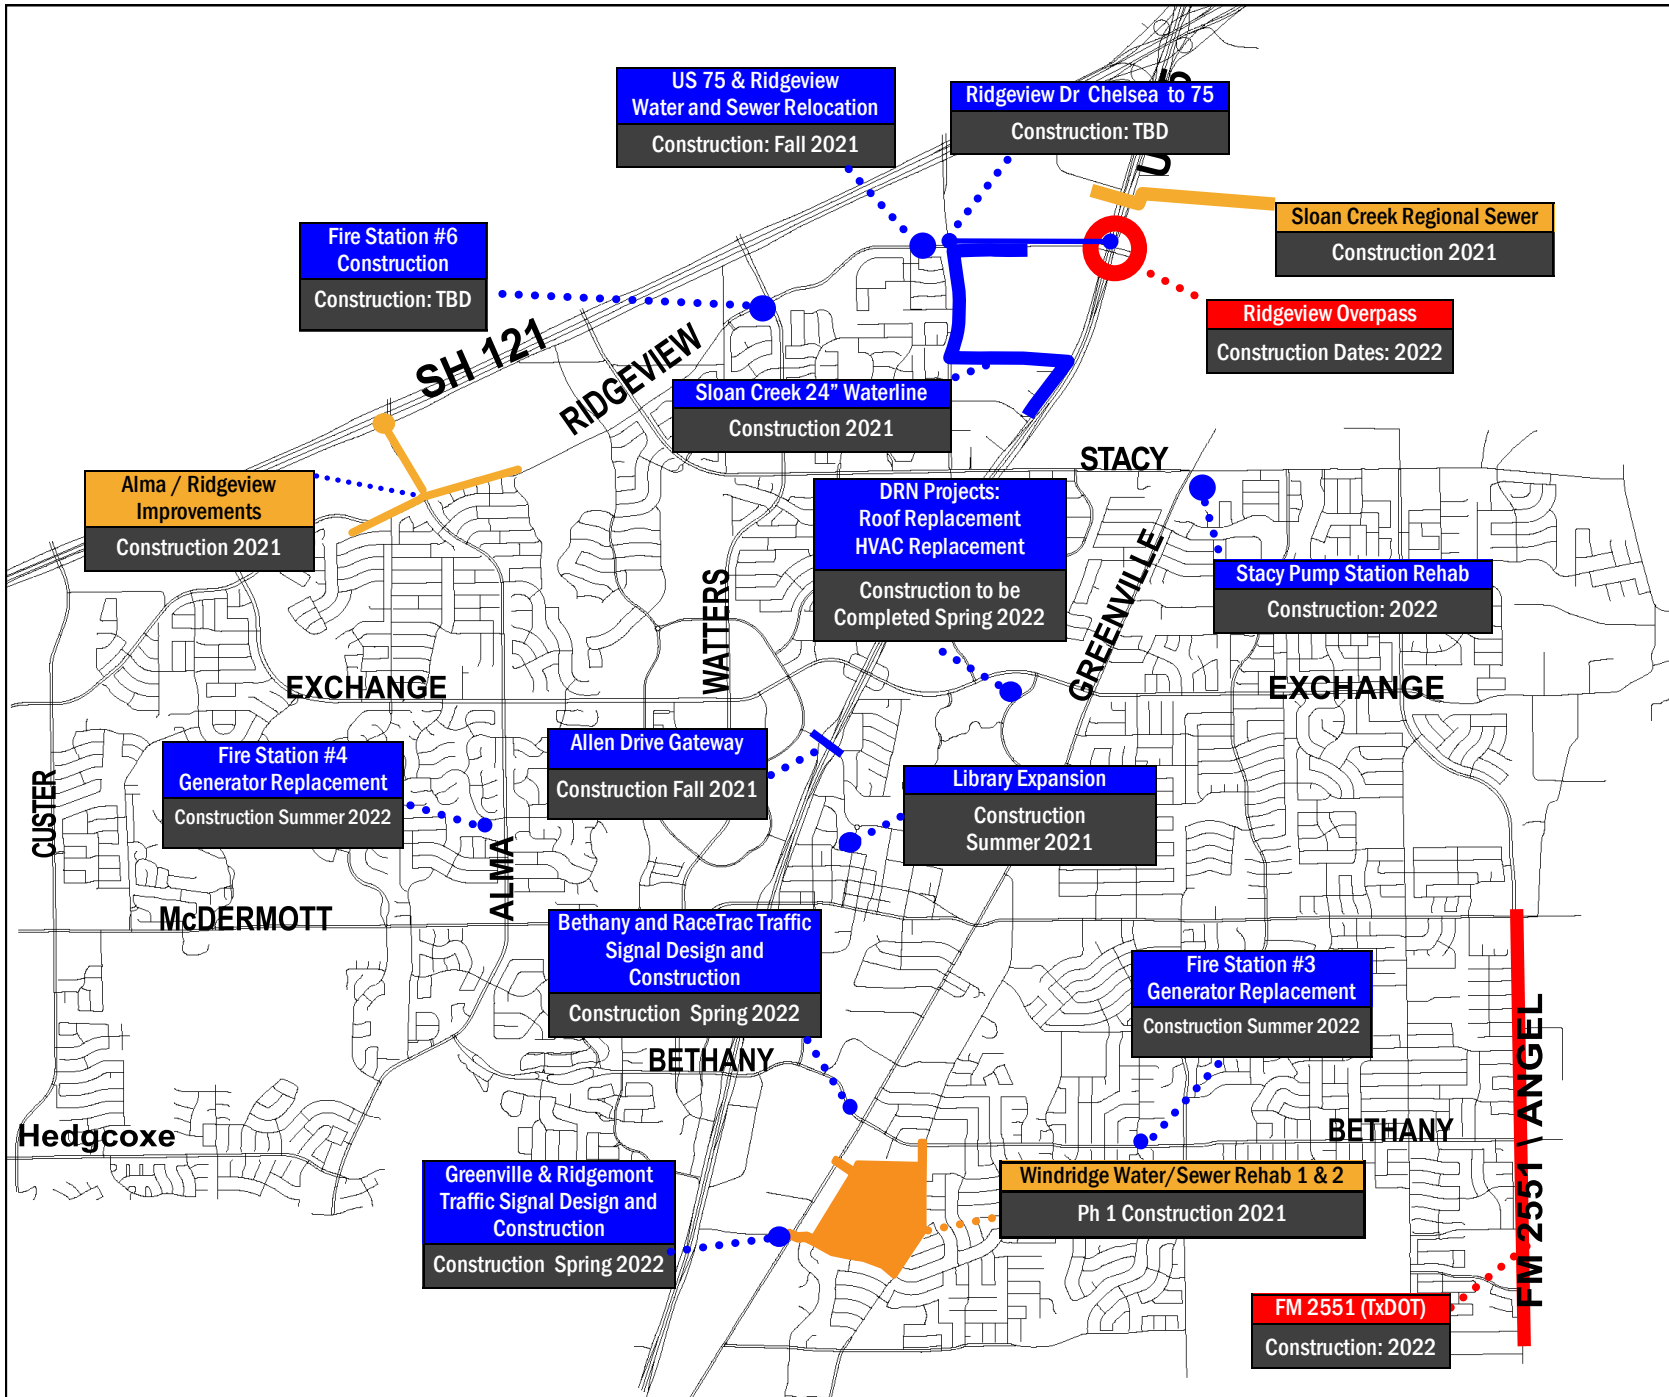 US 75 & Ridgeview
Water and Sewer Relocation
Construction: Fall 2021
Ridgeview Dr Chelsea to 75
Construction: TBD
Sloan Creek Regional Sewer
Construction 2021
Fire Station #6
Construction
Construction: TBD
Ridgeview Overpass
Construction Dates: 2022
SH 121
RIDGEVIEW
Sloan Creek 24” Waterline
Construction 2021
STACY
Alma / Ridgeview
Improvements
Construction 2021
DRN Projects:
Roof Replacement
HVAC Replacement
Construction to be
Completed Spring 2022
GREENVILLE
Stacy Pump Station Rehab
Construction: 2022
WATTERS
EXCHANGE
EXCHANGE
Fire Station #4
Generator Replacement
Construction Summer 2022
Allen Drive Gateway
Construction Fall 2021
Library Expansion
Construction
Summer 2021
CUSTER
ALMA
McDERMOTT
Bethany and RaceTrac Traffic
Signal Design and
Construction
Construction Spring 2022
Fire Station #3
Generator Replacement
Construction Summer 2022
BETHANY
BETHANY
Hedgcoxe
FM 2551 \ ANGEL
Greenville & Ridgemont
Traffic Signal Design and
Construction
Construction Spring 2022
Windridge Water/Sewer Rehab 1 & 2
Ph 1 Construction 2021
FM 2551 (TxDOT)
Construction: 2022